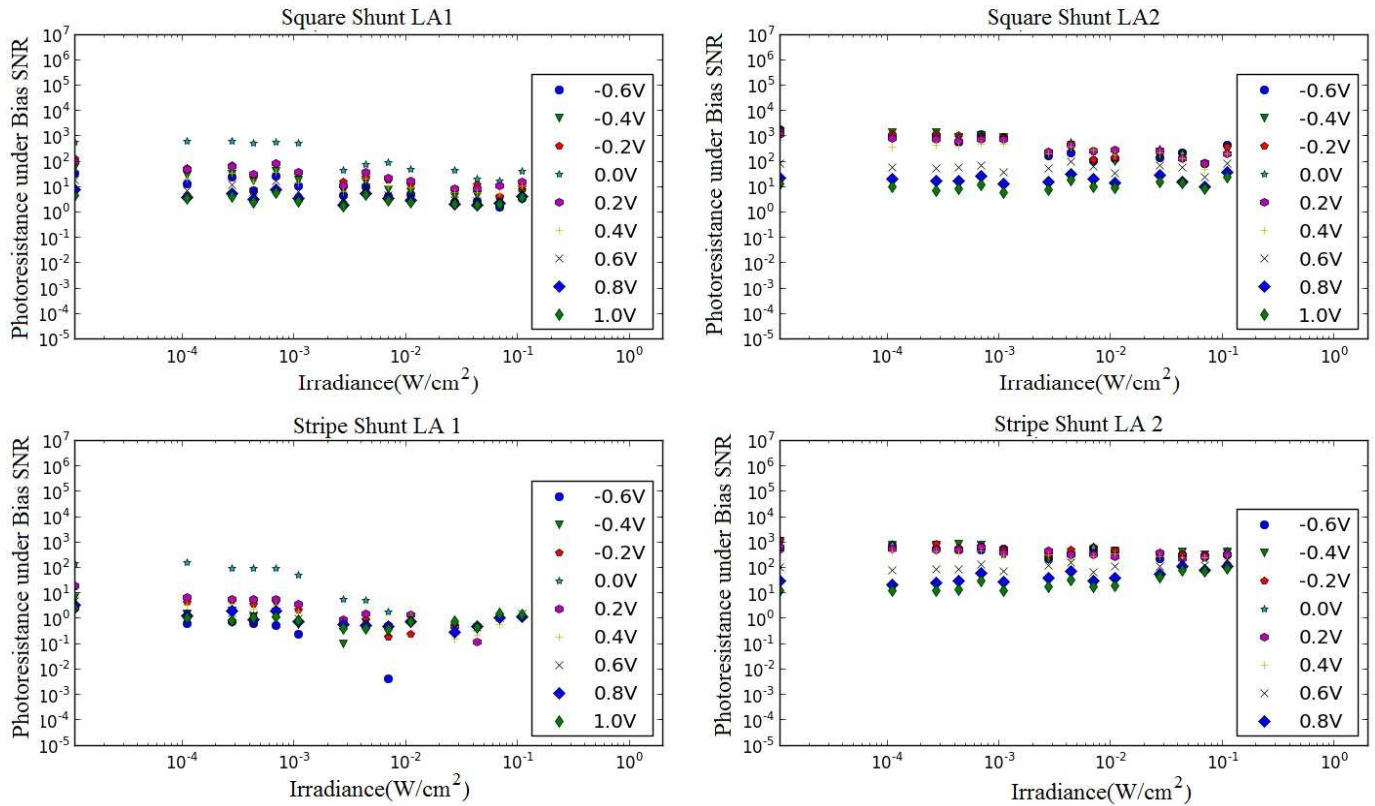 Square Shunt LA1
Photoresistance under Bias SNR
10^7
10^6
10^5
10^4
10^3
10^2
10^1
10^0
10^-1
10^-2
10^-3
10^-4
10^-5
-0.6V
-0.4V
-0.2V
0.0V
0.2V
0.4V
0.6V
0.8V
1.0V
10^-4
10^-3
10^-2
10^-1
10^0
Irradiance(W/cm^2)
Square Shunt LA2
Photoresistance under Bias SNR
10^7
10^6
10^5
10^4
10^3
10^2
10^1
10^0
10^-1
10^-2
10^-3
10^-4
10^-5
-0.6V
-0.4V
-0.2V
0.0V
0.2V
0.4V
0.6V
0.8V
1.0V
10^-4
10^-3
10^-2
10^-1
10^0
Irradiance(W/cm^2)
Stripe Shunt LA 1
Photoresistance under Bias SNR
10^7
10^6
10^5
10^4
10^3
10^2
10^1
10^0
10^-1
10^-2
10^-3
10^-4
10^-5
-0.6V
-0.4V
-0.2V
0.0V
0.2V
0.4V
0.6V
0.8V
1.0V
10^-4
10^-3
10^-2
10^-1
10^0
Irradiance(W/cm^2)
Stripe Shunt LA 2
Photoresistance under Bias SNR
10^7
10^6
10^5
10^4
10^3
10^2
10^1
10^0
10^-1
10^-2
10^-3
10^-4
10^-5
-0.6V
-0.4V
-0.2V
0.0V
0.2V
0.4V
0.6V
0.8V
10^-4
10^-3
10^-2
10^-1
10^0
Irradiance(W/cm^2)